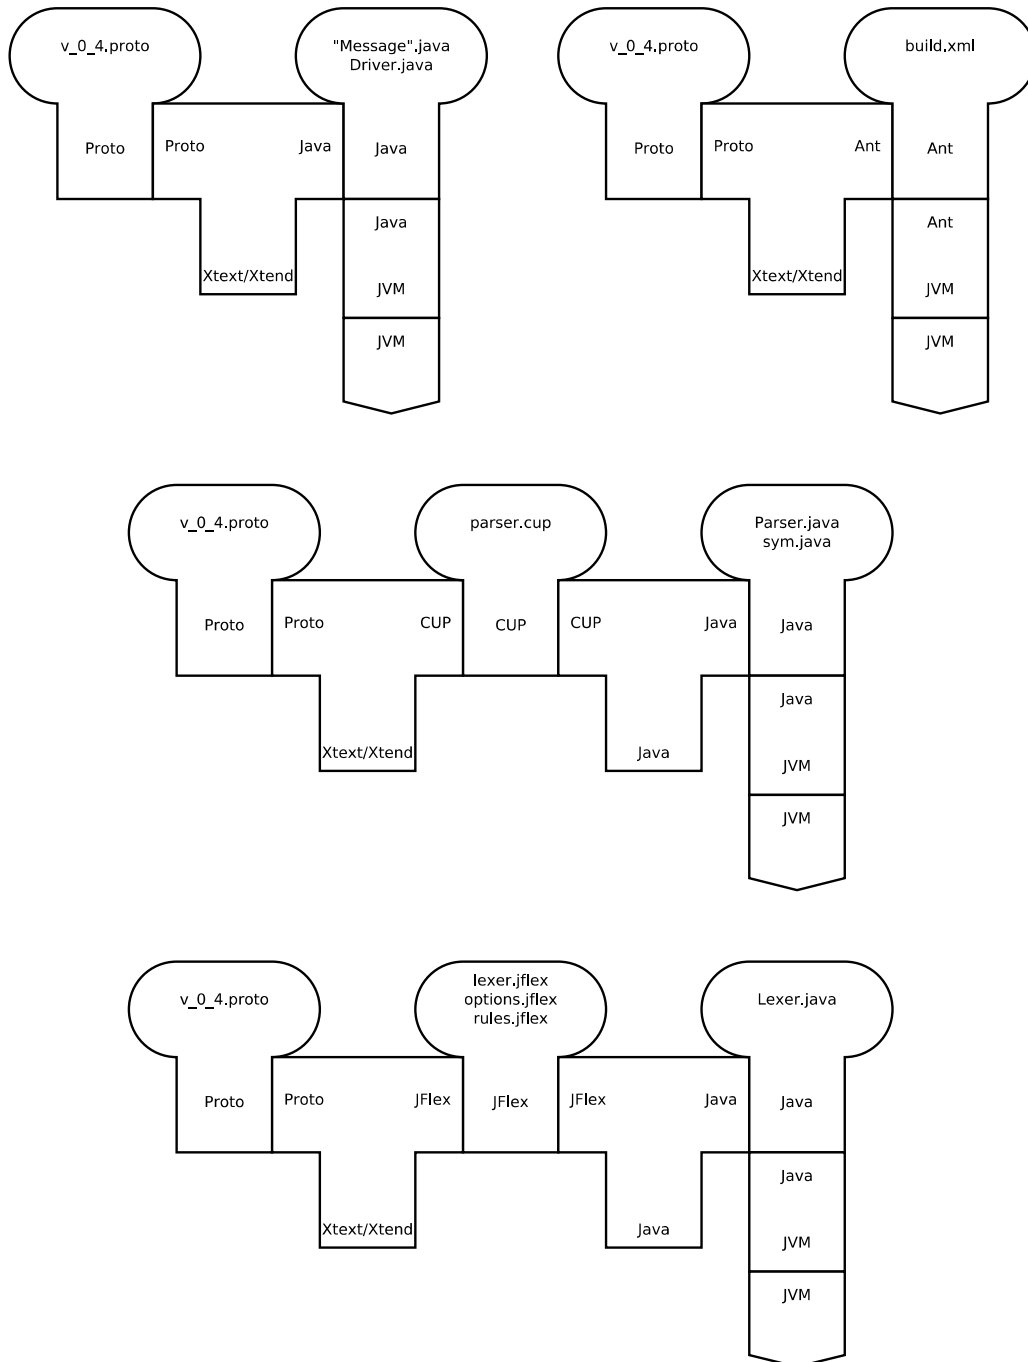 v_0_4.proto
"Message".java
Driver.java
Proto
Proto
Java
Java
Java
Xtext/Xtend
JVM
JVM
v_0_4.proto
build.xml
Proto
Proto
Ant
Ant
Ant
Xtext/Xtend
JVM
JVM
v_0_4.proto
parser.cup
Parser.java
sym.java
Proto
Proto
CUP
CUP
CUP
Java
Java
Java
Xtext/Xtend
Java
JVM
JVM
v_0_4.proto
lexer.jflex
options.jflex
rules.jflex
Lexer.java
Proto
Proto
JFlex
JFlex
JFlex
Java
Java
Java
Xtext/Xtend
Java
JVM
JVM